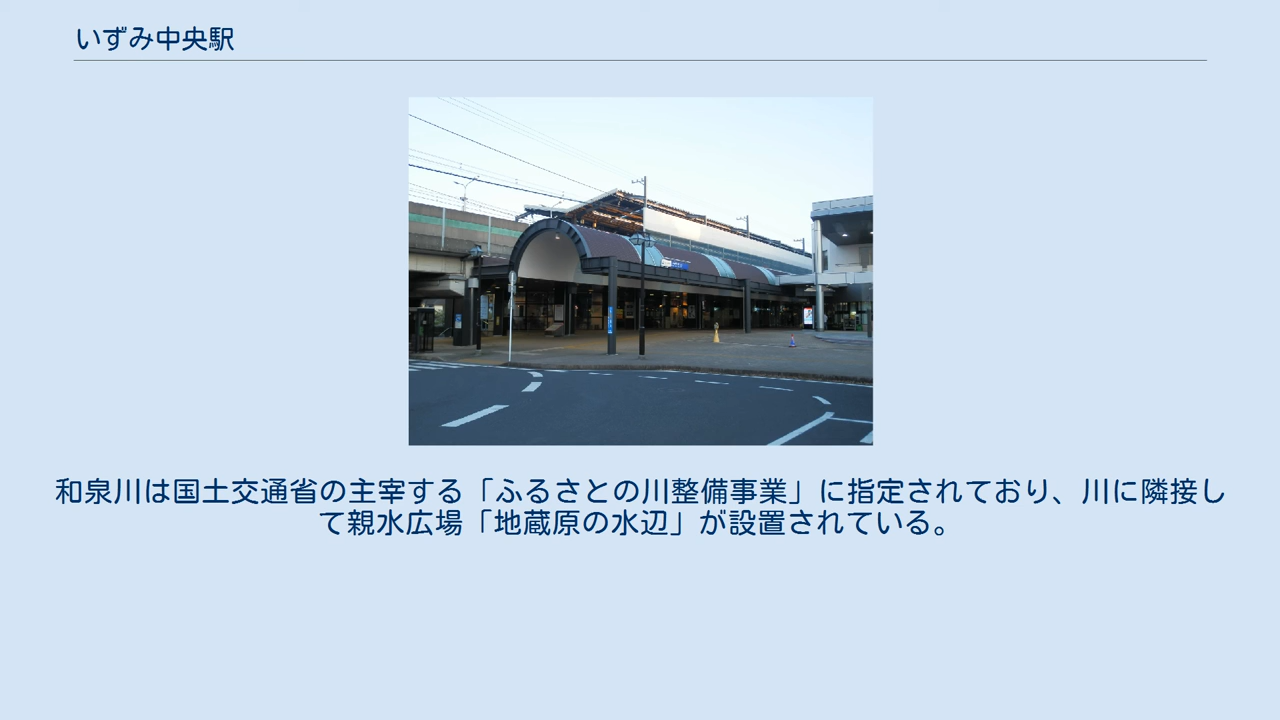 いずみ中央駅
和泉川は国土交通省の主宰する「ふるさとの川整備事業」に指定されており、川に隣接し
て親水広場「地蔵原の水辺」が設置されている。